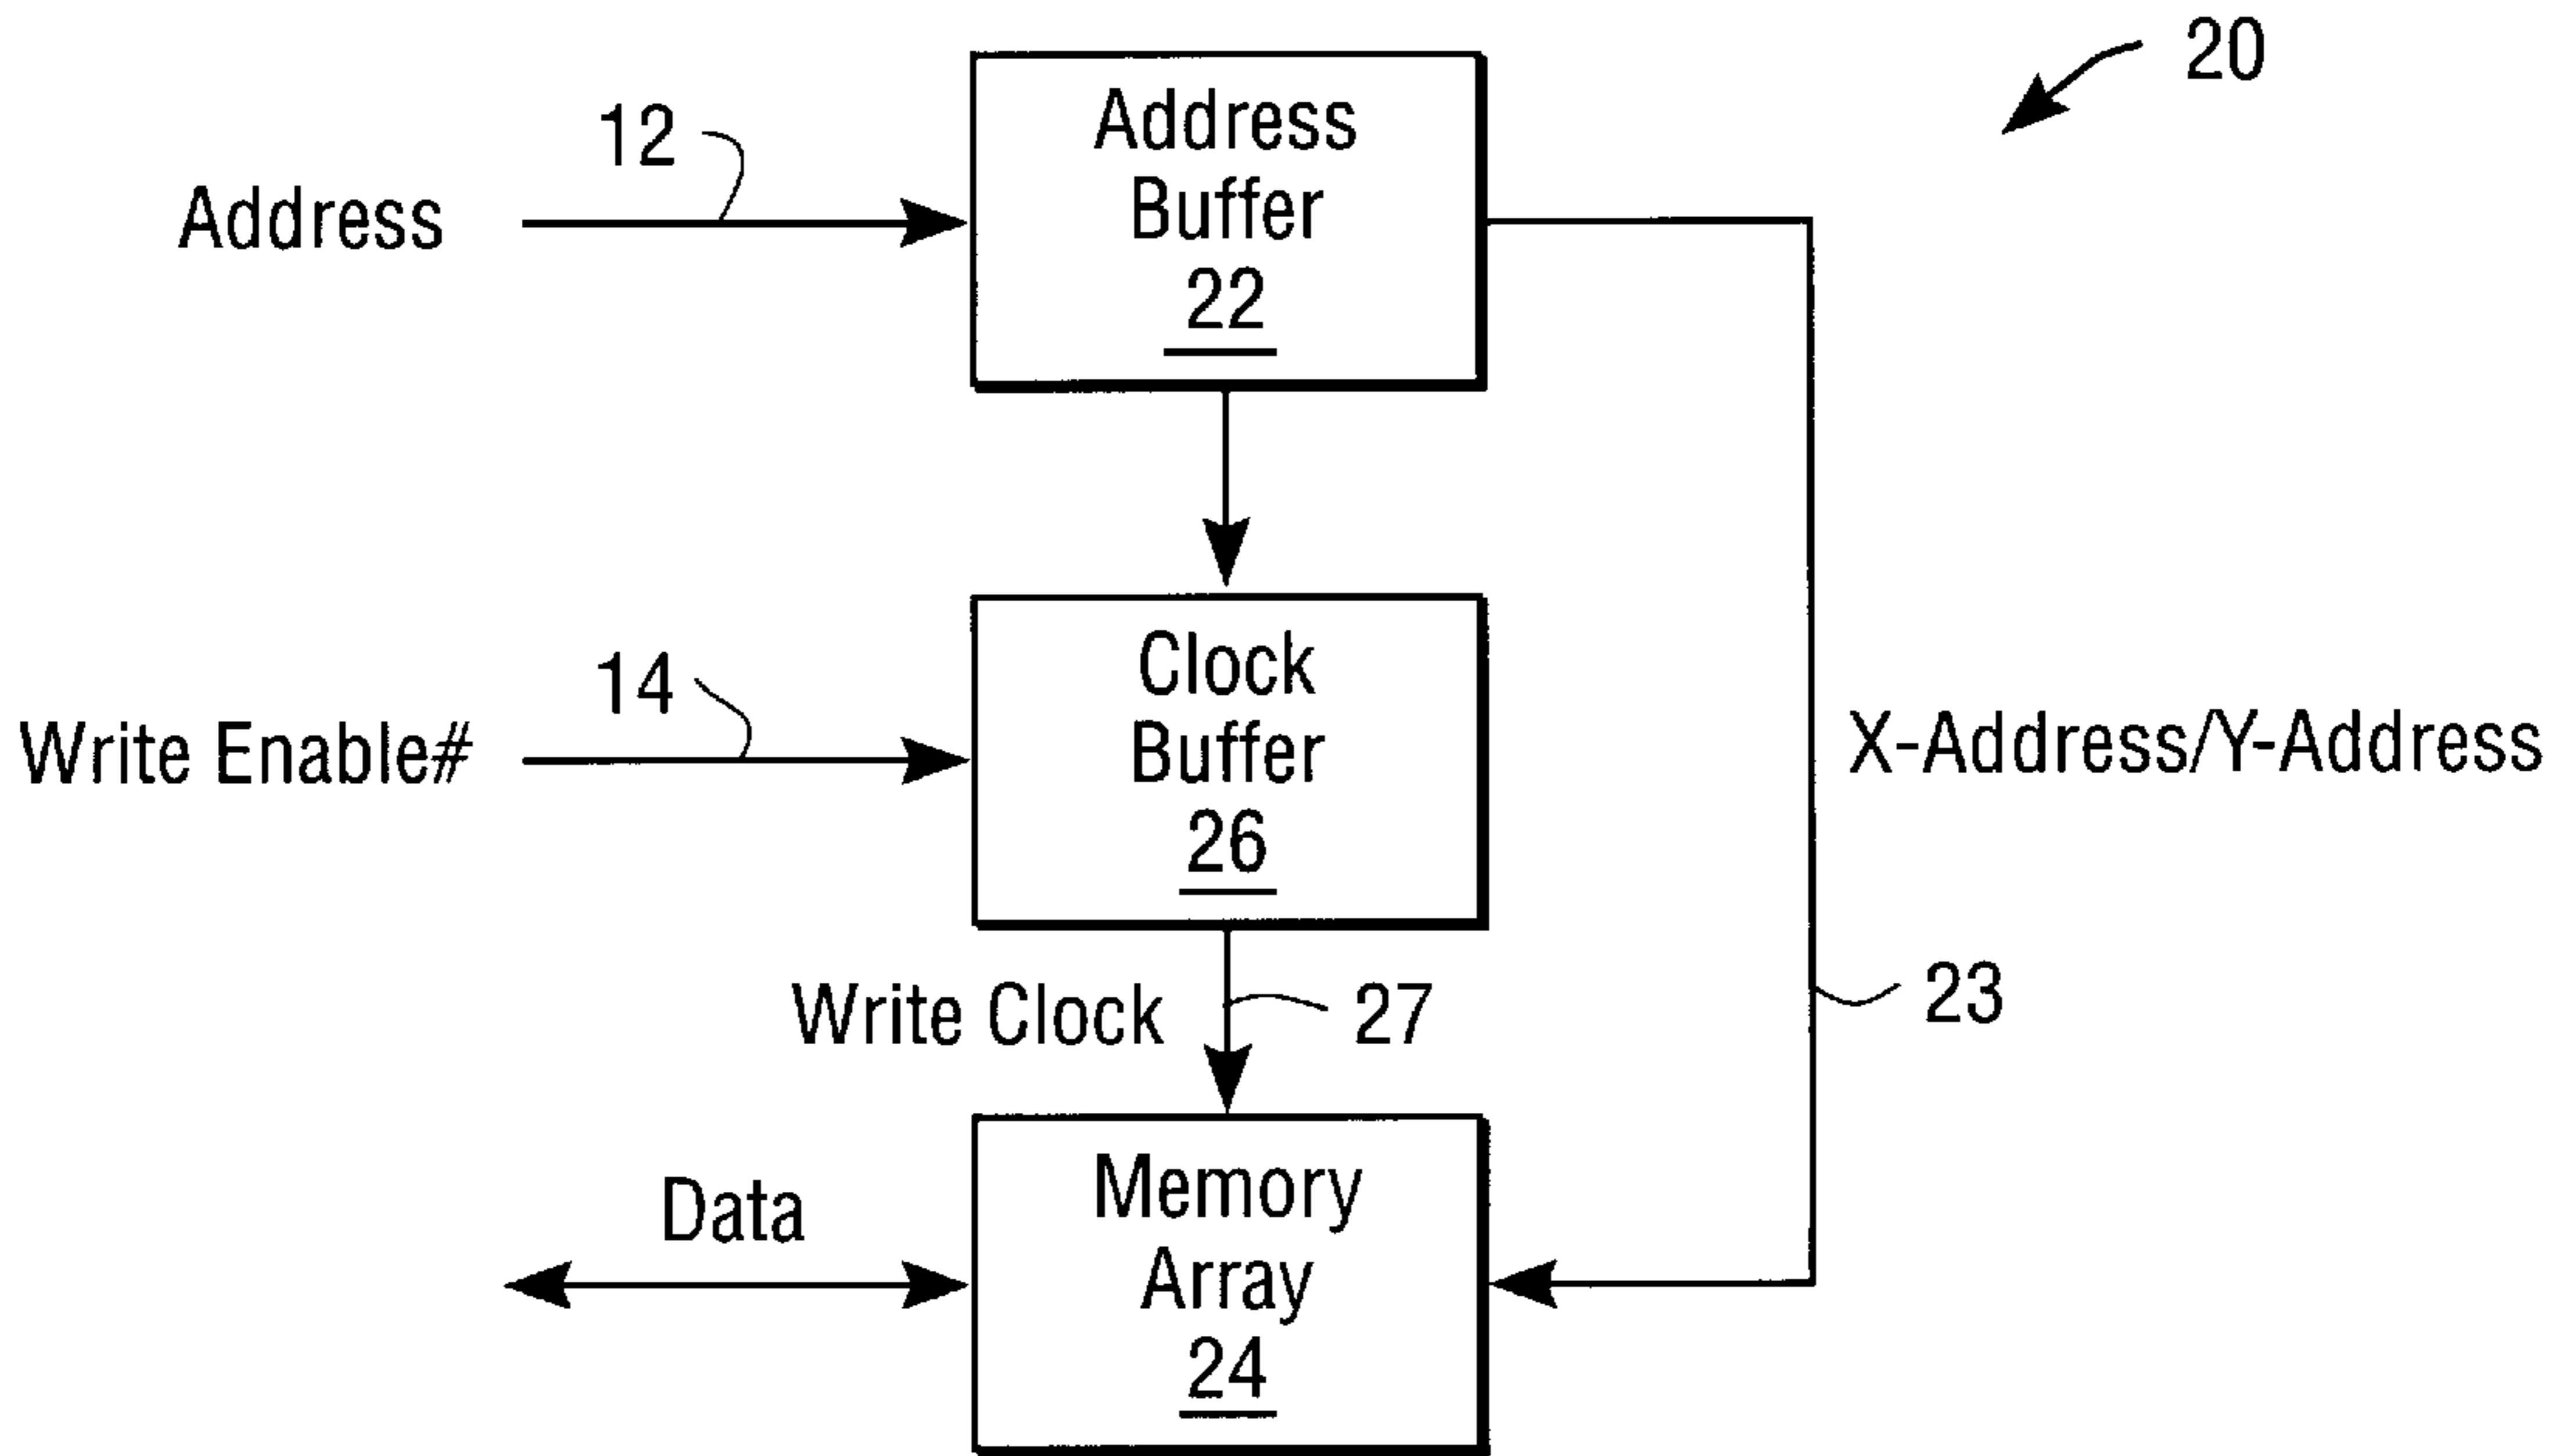 20
Address
Buffer
22
12
Address
Clock
Buffer
26
14
Write Enable#
X-Address/Y-Address
23
Write Clock
27
Memory
Array
24
Data